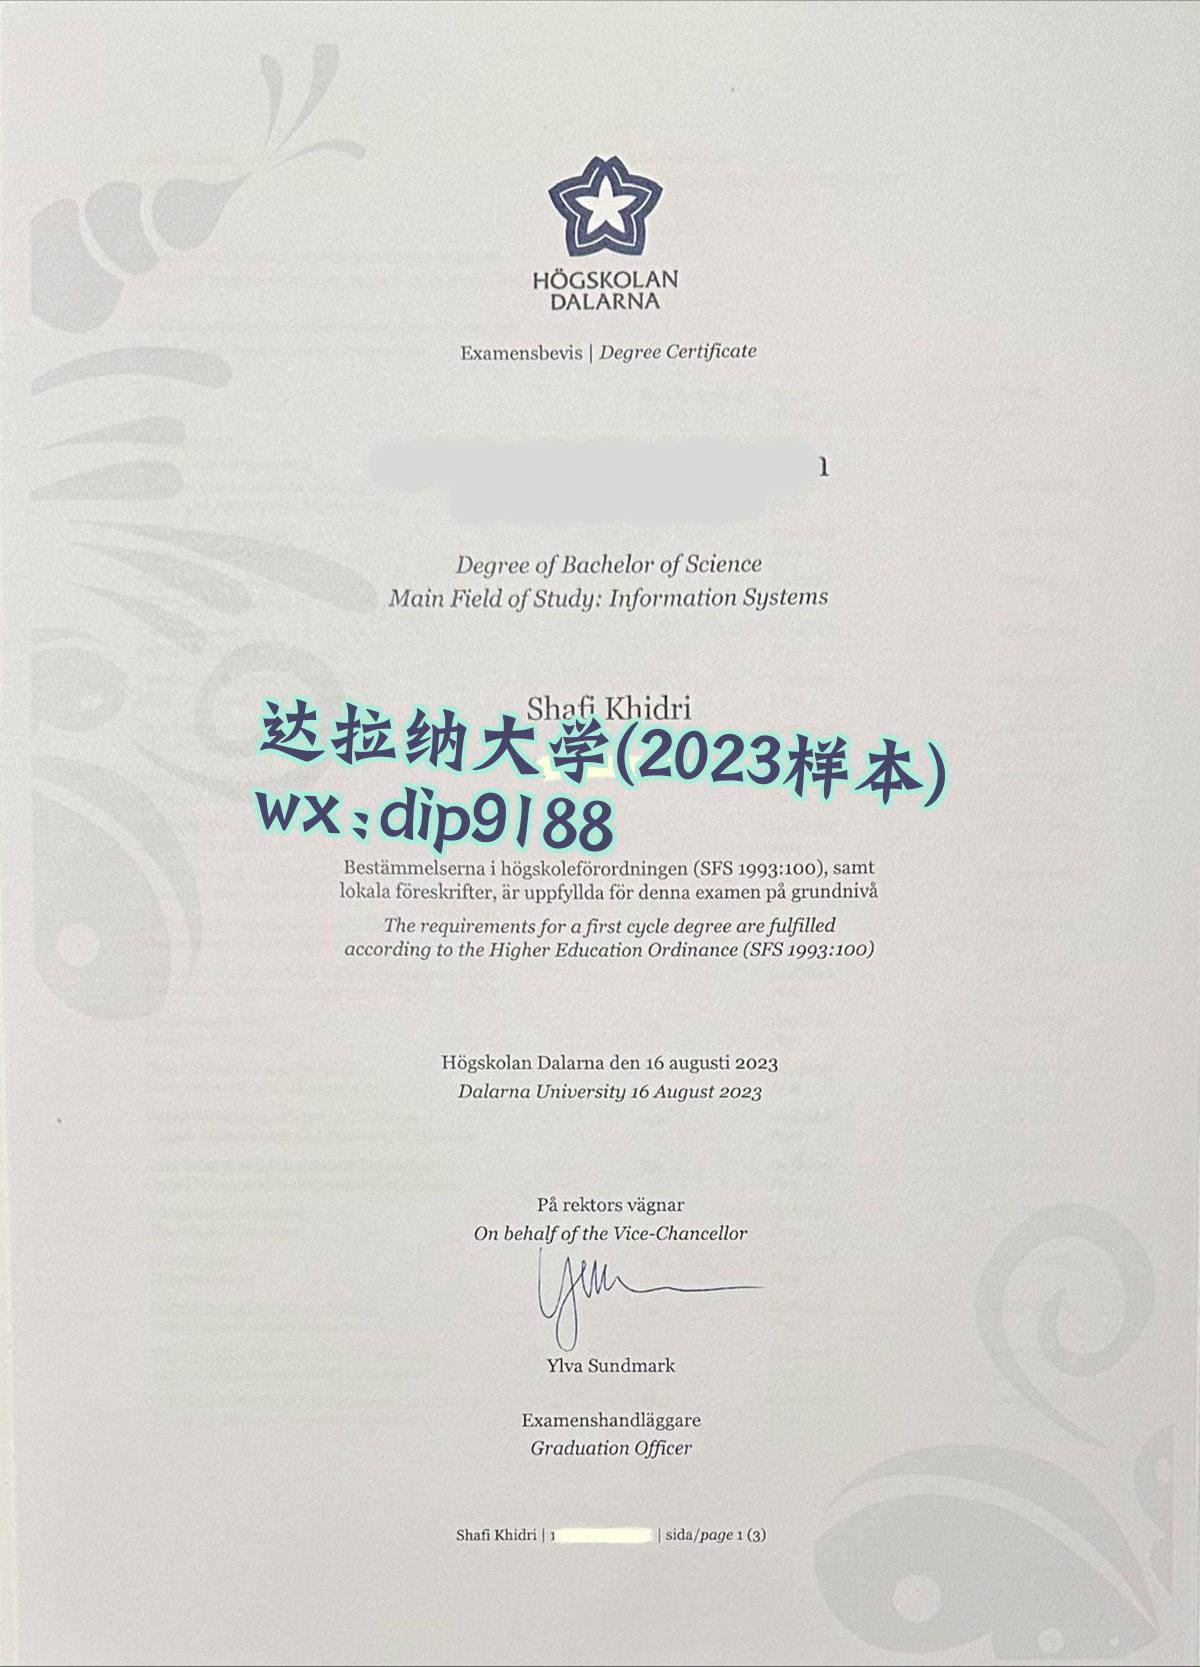 HÖGSKOLAN
DALARNA
Examensbevis | Degree Certificate
Degree of Bachelor of Science
Main Field of Study: Information Systems
Shafi Khidri
达拉纳大学(2023样本)
wx:dip9188
Bestämmelserna i högskoleförordningen (SFS 1993:100), samt
lokala föreskrifter, är uppfyllda för denna examen på grundnivå
The requirements for a first cycle degree are fulfilled
according to the Higher Education Ordinance (SFS 1993:100)
Högskolan Dalarna den 16 augusti 2023
Dalarna University 16 August 2023
På rektors vägnar
On behalf of the Vice-Chancellor
Ylva Sundmark
Examenshandläggare
Graduation Officer
Shafi Khidri | 1 | sida/page 1 (3)